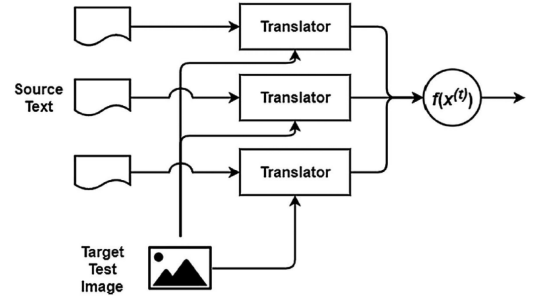 Translator
Source
Text
Translator
f(x^(t))
Translator
Target
Test
Image